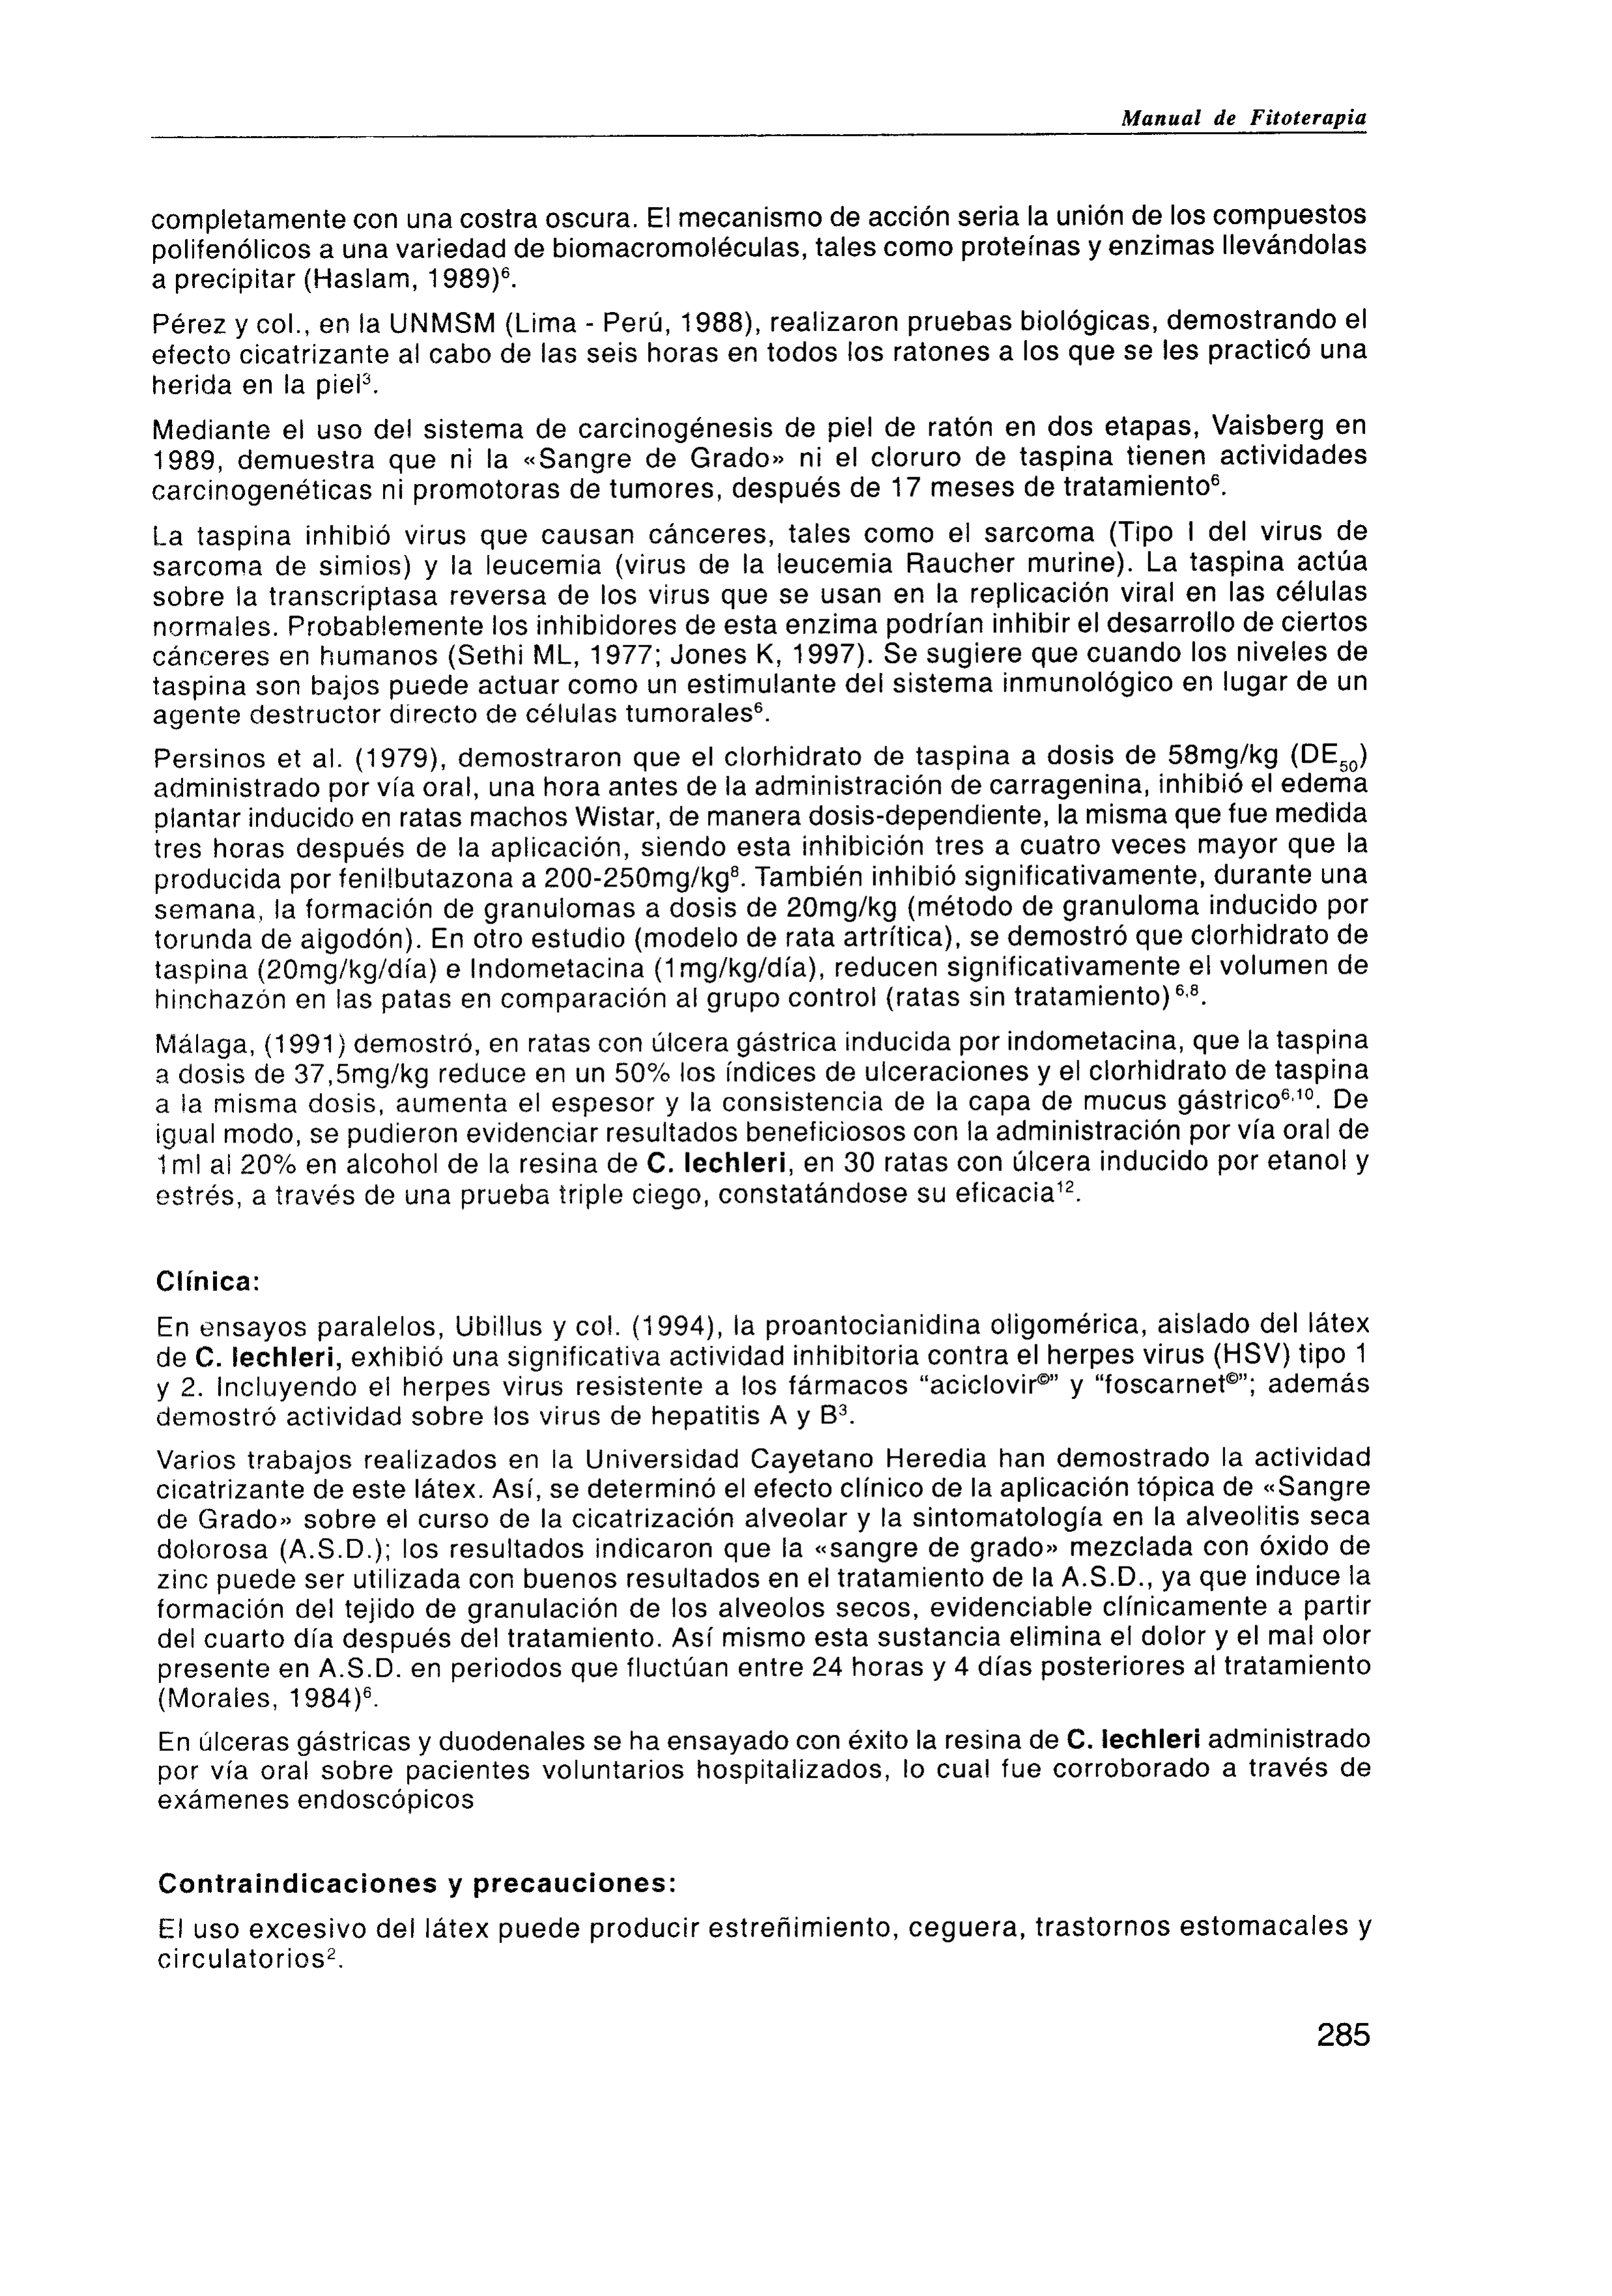 Manual de Fitoterapia
completamente con una costra oscura. El mecanismo de acción seria la unión de los compuestos
polifenólicos a una variedad de biomacromoléculas, tales como proteínas y enzimas llevándolas
a precipitar (Haslam, 1989)⁶.
Pérez y col., en la UNMSM (Lima - Perú, 1988), realizaron pruebas biológicas, demostrando el
efecto cicatrizante al cabo de las seis horas en todos los ratones a los que se les practicó una
herida en la piel³.
Mediante el uso del sistema de carcinogénesis de piel de ratón en dos etapas, Vaisberg en
1989, demuestra que ni la «Sangre de Grado» ni el cloruro de taspina tienen actividades
carcinogenéticas ni promotoras de tumores, después de 17 meses de tratamiento⁶.
La taspina inhibió virus que causan cánceres, tales como el sarcoma (Tipo I del virus de
sarcoma de simios) y la leucemia (virus de la leucemia Raucher murine). La taspina actúa
sobre la transcriptasa reversa de los virus que se usan en la replicación viral en las células
normales. Probablemente los inhibidores de esta enzima podrían inhibir el desarrollo de ciertos
cánceres en humanos (Sethi ML, 1977; Jones K, 1997). Se sugiere que cuando los niveles de
taspina son bajos puede actuar como un estimulante del sistema inmunológico en lugar de un
agente destructor directo de células tumorales⁶.
Persinos et al. (1979), demostraron que el clorhidrato de taspina a dosis de 58mg/kg (DE₅₀)
administrado por vía oral, una hora antes de la administración de carragenina, inhibió el edema
plantar inducido en ratas machos Wistar, de manera dosis-dependiente, la misma que fue medida
tres horas después de la aplicación, siendo esta inhibición tres a cuatro veces mayor que la
producida por fenilbutazona a 200-250mg/kg⁸. También inhibió significativamente, durante una
semana, la formación de granulomas a dosis de 20mg/kg (método de granuloma inducido por
torunda de algodón). En otro estudio (modelo de rata artrítica), se demostró que clorhidrato de
taspina (20mg/kg/día) e Indometacina (1mg/kg/día), reducen significativamente el volumen de
hinchazón en las patas en comparación al grupo control (ratas sin tratamiento)⁶,⁸.
Málaga, (1991) demostró, en ratas con úlcera gástrica inducida por indometacina, que la taspina
a dosis de 37,5mg/kg reduce en un 50% los índices de ulceraciones y el clorhidrato de taspina
a la misma dosis, aumenta el espesor y la consistencia de la capa de mucus gástrico⁶,¹⁰. De
igual modo, se pudieron evidenciar resultados beneficiosos con la administración por vía oral de
1ml al 20% en alcohol de la resina de C. lechleri, en 30 ratas con úlcera inducido por etanol y
estrés, a través de una prueba triple ciego, constatándose su eficacia¹².
Clínica:
En ensayos paralelos, Ubillus y col. (1994), la proantocianidina oligomérica, aislado del látex
de C. lechleri, exhibió una significativa actividad inhibitoria contra el herpes virus (HSV) tipo 1
y 2. Incluyendo el herpes virus resistente a los fármacos “aciclovir©” y “foscarnet©”; además
demostró actividad sobre los virus de hepatitis A y B³.
Varios trabajos realizados en la Universidad Cayetano Heredia han demostrado la actividad
cicatrizante de este látex. Así, se determinó el efecto clínico de la aplicación tópica de «Sangre
de Grado» sobre el curso de la cicatrización alveolar y la sintomatología en la alveolitis seca
dolorosa (A.S.D.); los resultados indicaron que la «sangre de grado» mezclada con óxido de
zinc puede ser utilizada con buenos resultados en el tratamiento de la A.S.D., ya que induce la
formación del tejido de granulación de los alveolos secos, evidenciable clínicamente a partir
del cuarto día después del tratamiento. Así mismo esta sustancia elimina el dolor y el mal olor
presente en A.S.D. en periodos que fluctúan entre 24 horas y 4 días posteriores al tratamiento
(Morales, 1984)⁶.
En úlceras gástricas y duodenales se ha ensayado con éxito la resina de C. lechleri administrado
por vía oral sobre pacientes voluntarios hospitalizados, lo cual fue corroborado a través de
exámenes endoscópicos
Contraindicaciones y precauciones:
El uso excesivo del látex puede producir estreñimiento, ceguera, trastornos estomacales y
circulatorios².
285